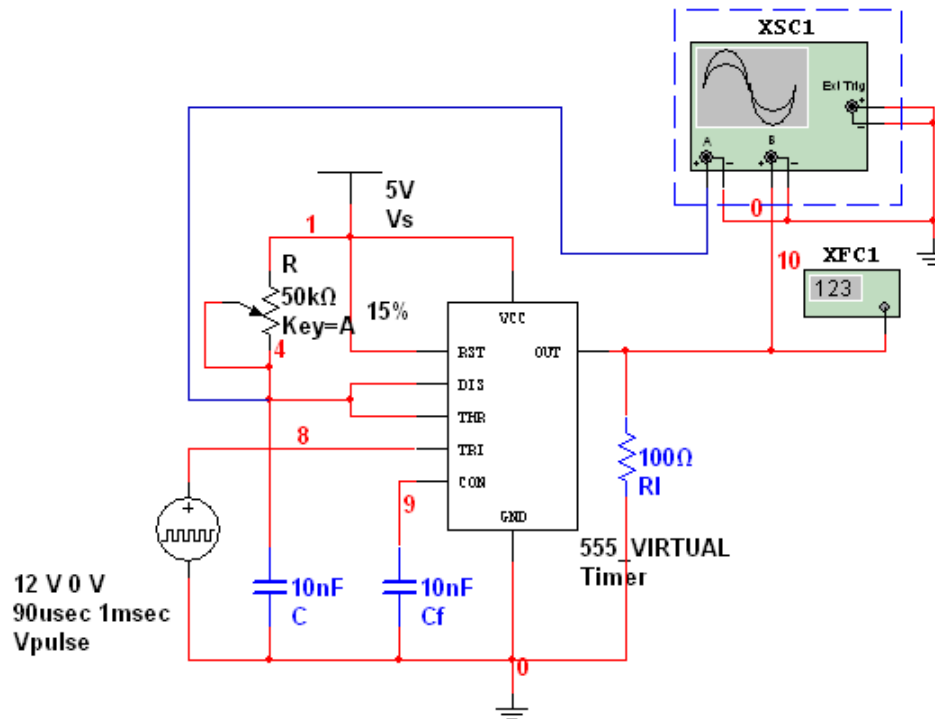 XSC1
Ext Trig
+
−
A
B
+ −
+ −
0
10
XFC1
123
5V
Vs
1
R
50kΩ
Key=A
15%
4
VCC
RST
OUT
DIS
THR
TRI
CON
GND
8
9
100Ω
Rl
555_VIRTUAL
Timer
+
12 V 0 V
90usec 1msec
Vpulse
10nF
C
10nF
Cf
0